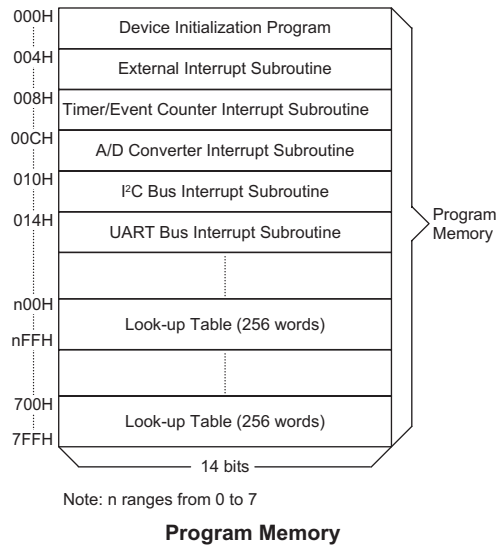 000H
Device Initialization Program
004H
External Interrupt Subroutine
008H
Timer/Event Counter Interrupt Subroutine
00CH
A/D Converter Interrupt Subroutine
010H
I²C Bus Interrupt Subroutine
014H
UART Bus Interrupt Subroutine
Program
Memory
n00H
Look-up Table (256 words)
nFFH
700H
Look-up Table (256 words)
7FFH
14 bits
Note: n ranges from 0 to 7
Program Memory